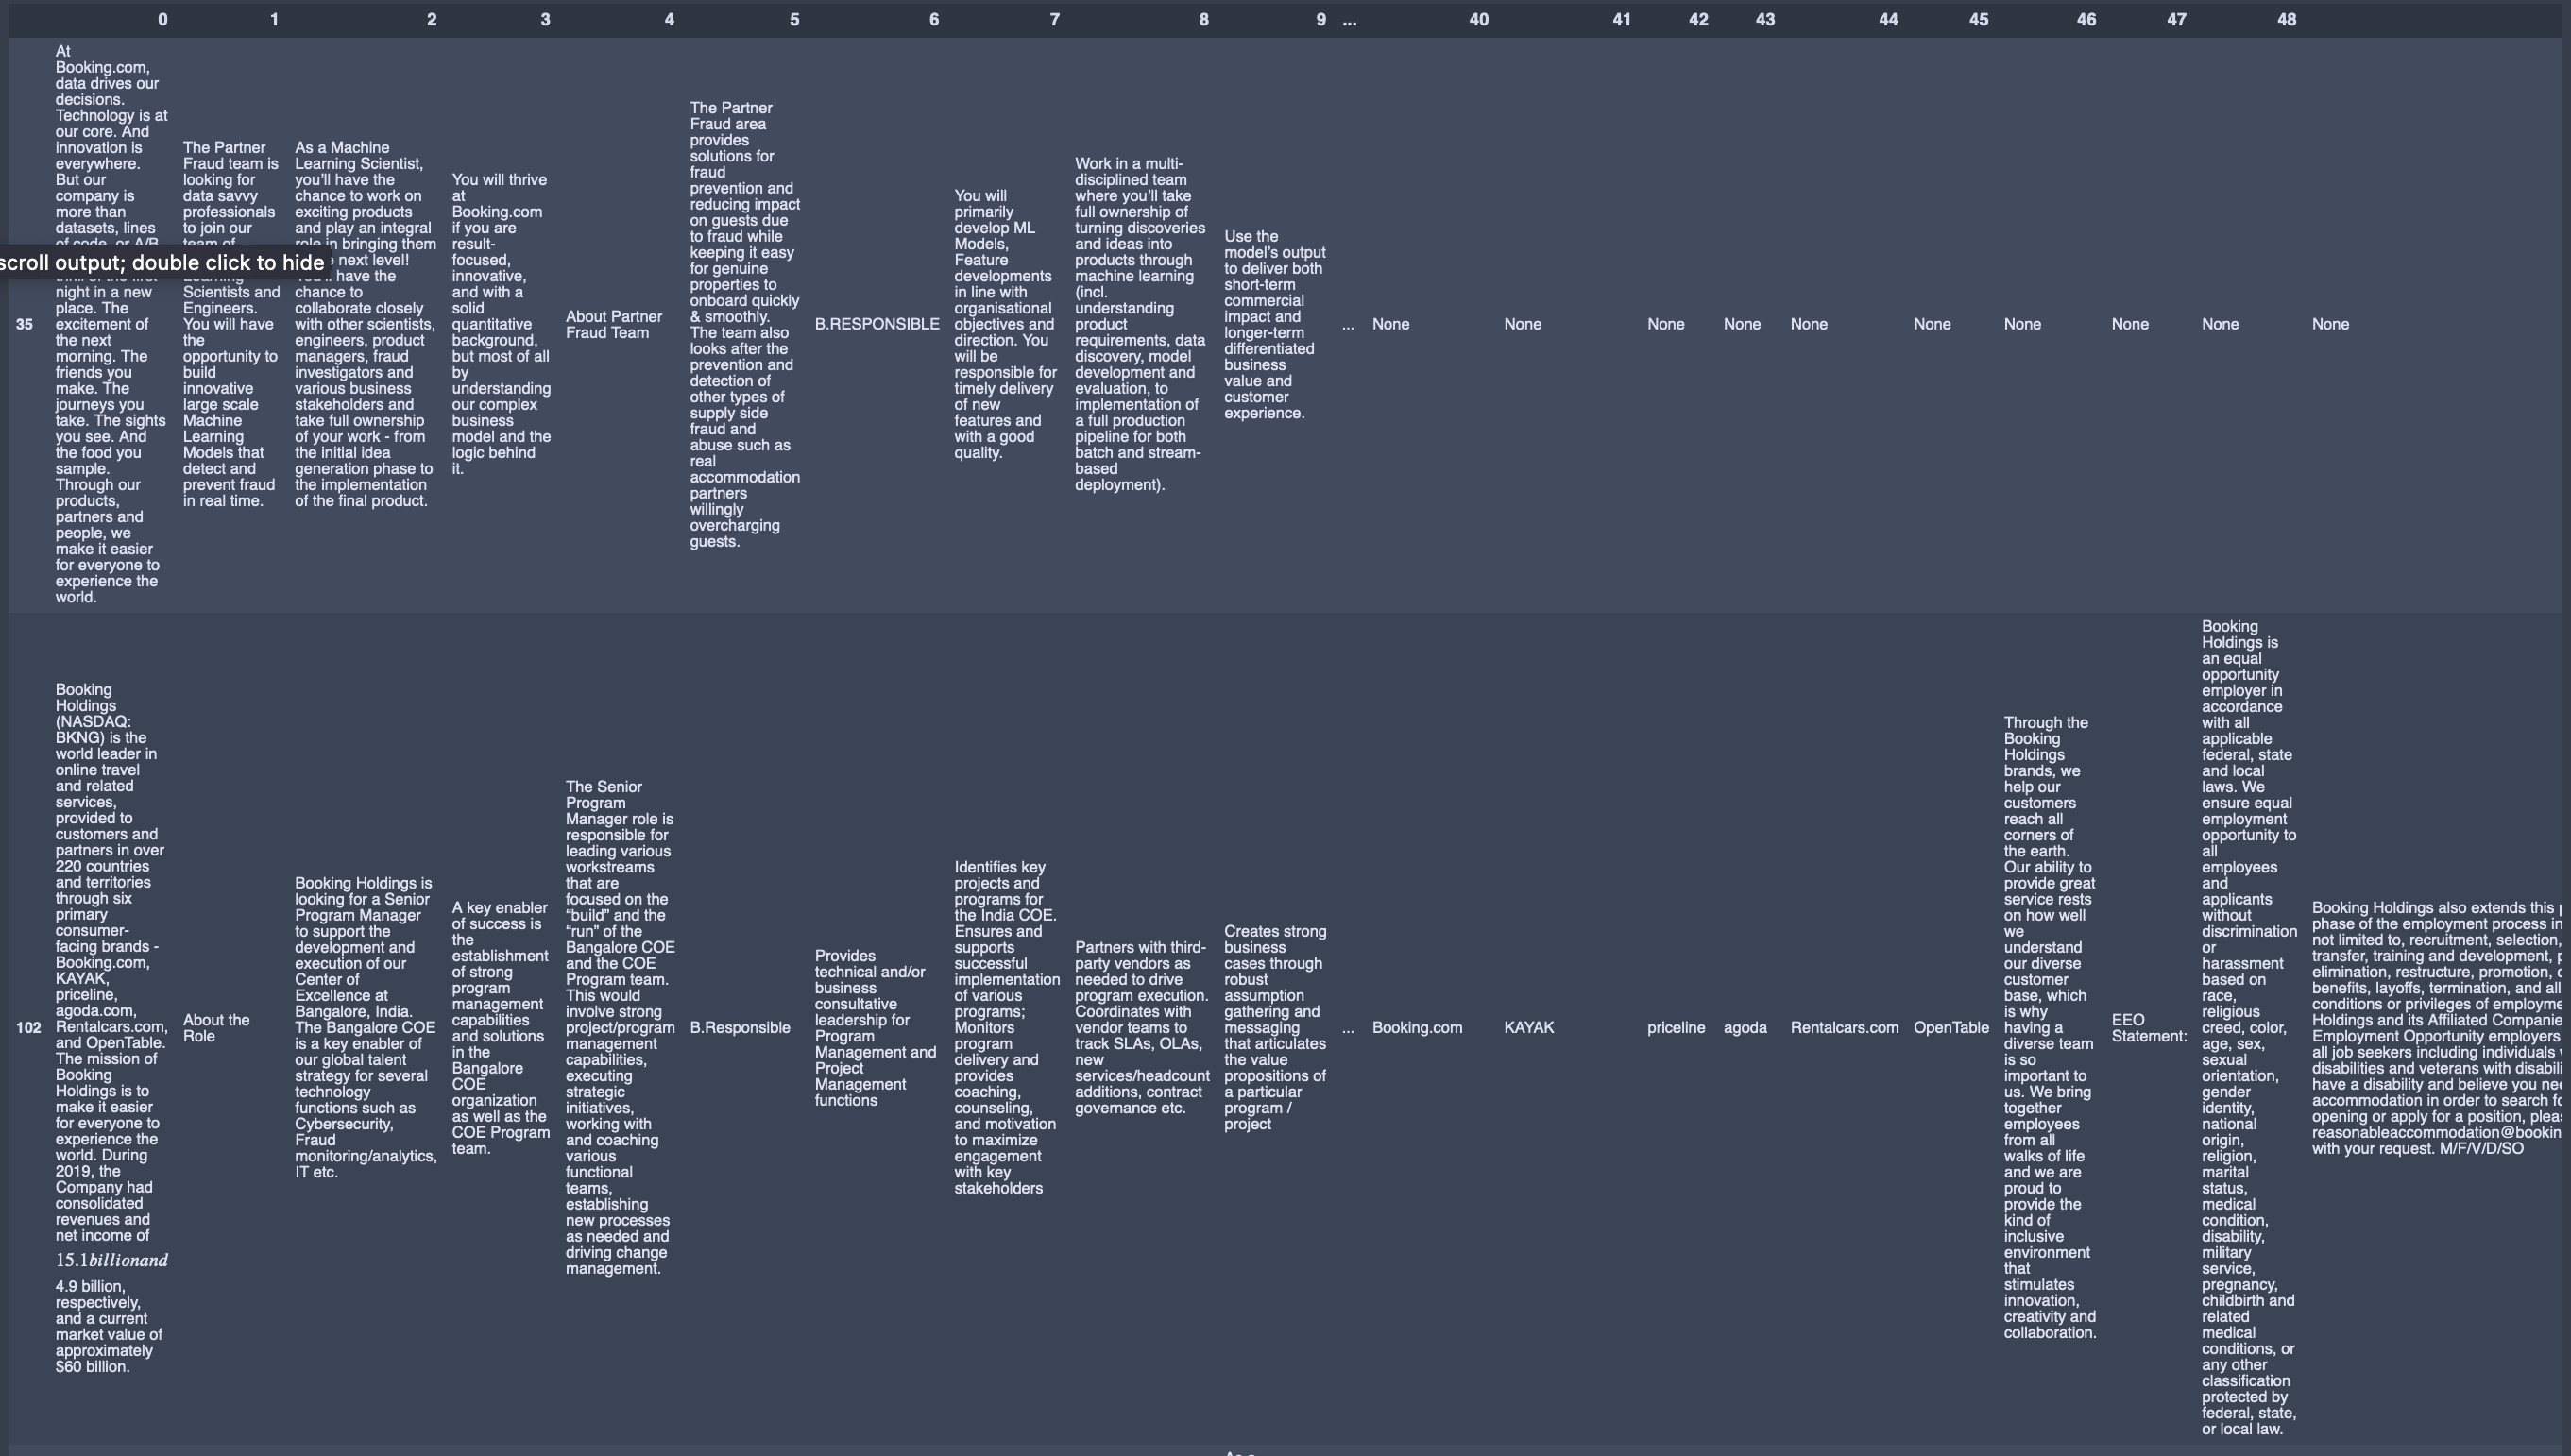 0 1 2 3 4 5 6 7 8 9 ... 40 41 42 43 44 45 46 47 48
35
At
Booking.com,
data drives our
decisions.
Technology is at
our core. And
innovation is
everywhere.
But our
company is
more than
datasets, lines
of code, or A/B
night in a new
place. The
excitement of
the next
morning. The
friends you
make. The
journeys you
take. The sights
you see. And
the food you
sample.
Through our
products,
partners and
people, we
make it easier
for everyone to
experience the
world.
scroll output; double click to hide
The Partner
Fraud team is
looking for
data savvy
professionals
to join our
team of
Learning
Scientists and
Engineers.
You will have
the
opportunity to
build
innovative
large scale
Machine
Learning
Models that
detect and
prevent fraud
in real time.
As a Machine
Learning Scientist,
you'll have the
chance to work on
exciting products
and play an integral
role in bringing them
next level!
have the
chance to
collaborate closely
with other scientists,
engineers, product
managers, fraud
investigators and
various business
stakeholders and
take full ownership
of your work - from
the initial idea
generation phase to
the implementation
of the final product.
You will thrive
at
Booking.com
if you are
result-
focused,
innovative,
and with a
solid
quantitative
background,
but most of all
by
understanding
our complex
business
model and the
logic behind
it.
About Partner
Fraud Team
The Partner
Fraud area
provides
solutions for
fraud
prevention and
reducing impact
on guests due
to fraud while
keeping it easy
for genuine
properties to
onboard quickly
& smoothly.
The team also
looks after the
prevention and
detection of
other types of
supply side
fraud and
abuse such as
real
accommodation
partners
willingly
overcharging
guests.
B.RESPONSIBLE
You will
primarily
develop ML
Models,
Feature
developments
in line with
organisational
objectives and
direction. You
will be
responsible for
timely delivery
of new
features and
with a good
quality.
Work in a multi-
disciplined team
where you'll take
full ownership of
turning discoveries
and ideas into
products through
machine learning
(incl.
understanding
product
requirements, data
discovery, model
development and
evaluation, to
implementation of
a full production
pipeline for both
batch and stream-
based
deployment).
Use the
model's output
to deliver both
short-term
commercial
impact and
longer-term
differentiated
business
value and
customer
experience.
... None None None None None None None None None None
102
Booking
Holdings
(NASDAQ:
BKNG) is the
world leader in
online travel
and related
services,
provided to
customers and
partners in over
220 countries
and territories
through six
primary
consumer-
facing brands -
Booking.com,
KAYAK,
priceline,
agoda.com,
Rentalcars.com,
and OpenTable.
The mission of
Booking
Holdings is to
make it easier
for everyone to
experience the
world. During
2019, the
Company had
consolidated
revenues and
net income of
15.1billionand
4.9 billion,
respectively,
and a current
market value of
approximately
$60 billion.
About the
Role
Booking Holdings is
looking for a Senior
Program Manager
to support the
development and
execution of our
Center of
Excellence at
Bangalore, India.
The Bangalore COE
is a key enabler of
our global talent
strategy for several
technology
functions such as
Cybersecurity,
Fraud
monitoring/analytics,
IT etc.
A key enabler
of success is
the
establishment
of strong
program
management
capabilities
and solutions
in the
Bangalore
COE
organization
as well as the
COE Program
team.
The Senior
Program
Manager role is
responsible for
leading various
workstreams
that are
focused on the
“build” and the
“run” of the
Bangalore COE
and the COE
Program team.
This would
involve strong
project/program
management
capabilities,
executing
strategic
initiatives,
working with
and coaching
various
functional
teams,
establishing
new processes
as needed and
driving change
management.
B.Responsible
Provides
technical and/or
business
consultative
leadership for
Program
Management and
Project
Management
functions
Identifies key
projects and
programs for
the India COE.
Ensures and
supports
successful
implementation
of various
programs;
Monitors
program
delivery and
provides
coaching,
counseling,
and motivation
to maximize
engagement
with key
stakeholders
Partners with third-
party vendors as
needed to drive
program execution.
Coordinates with
vendor teams to
track SLAs, OLAs,
new
services/headcount
additions, contract
governance etc.
Creates strong
business
cases through
robust
assumption
gathering and
messaging
that articulates
the value
propositions of
a particular
program /
project
... Booking.com KAYAK priceline agoda Rentalcars.com OpenTable
Through the
Booking
Holdings
brands, we
help our
customers
reach all
corners of
the earth.
Our ability to
provide great
service rests
on how well
we
understand
our diverse
customer
base, which
is why
having a
diverse team
is so
important to
us. We bring
together
employees
from all
walks of life
and we are
proud to
provide the
kind of
inclusive
environment
that
stimulates
innovation,
creativity and
collaboration.
EEO
Statement:
Booking
Holdings is
an equal
opportunity
employer in
accordance
with all
applicable
federal, state
and local
laws. We
ensure equal
employment
opportunity to
all
employees
and
applicants
without
discrimination
or
harassment
based on
race,
religious
creed, color,
age, sex,
sexual
orientation,
gender
identity,
national
origin,
religion,
marital
status,
medical
condition,
disability,
military
service,
pregnancy,
childbirth and
related
medical
conditions, or
any other
classification
protected by
federal, state,
or local law.
Booking Holdings also extends this
phase of the employment process in
not limited to, recruitment, selection,
transfer, training and development,
elimination, restructure, promotion,
benefits, layoffs, termination, and all
conditions or privileges of employme
Holdings and its Affiliated Companie
Employment Opportunity employers
all job seekers including individuals
disabilities and veterans with disabili
have a disability and believe you nee
accommodation in order to search fo
opening or apply for a position, plea
reasonableaccommodation@bookin
with your request. M/F/V/D/SO